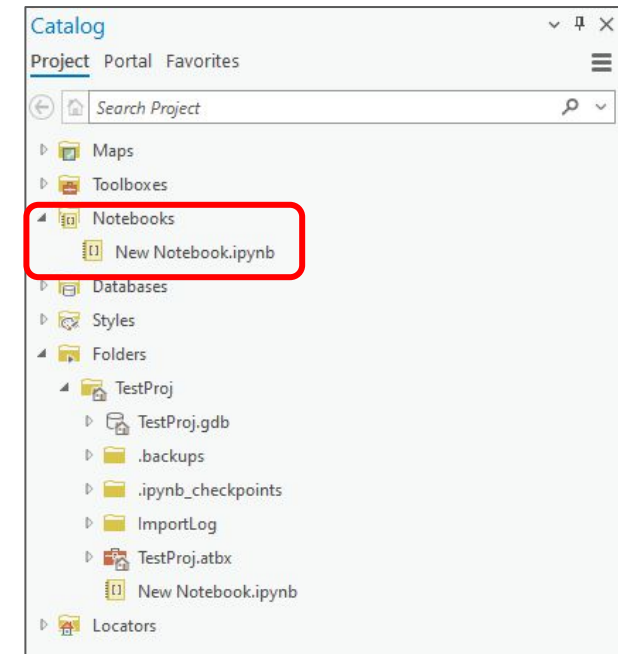 Catalog
Project Portal Favorites
Search Project
Maps
Toolboxes
Notebooks
New Notebook.ipynb
Databases
Styles
Folders
TestProj
TestProj.gdb
.backups
.ipynb_checkpoints
ImportLog
TestProj.atbx
New Notebook.ipynb
Locators